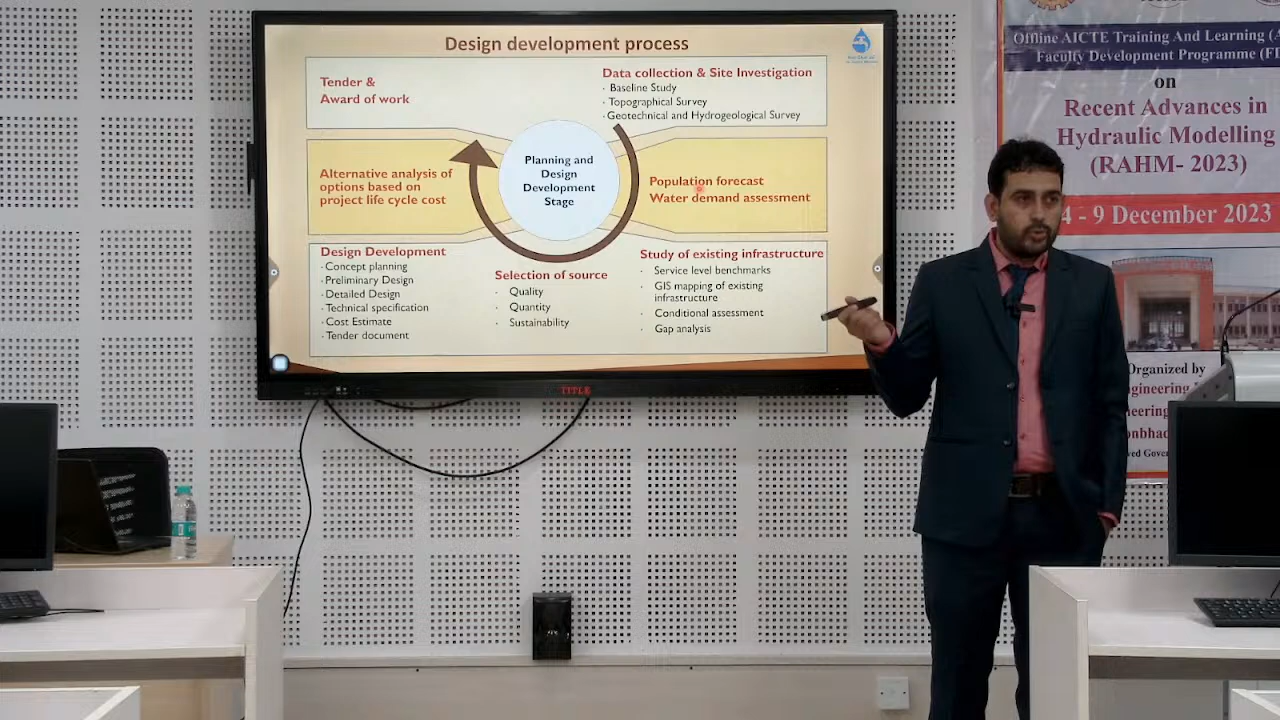 Design development process
Tender &
Award of work
Data collection & Site Investigation
· Baseline Study
· Topographical Survey
· Geotechnical and Hydrogeological Survey
Alternative analysis of
options based on
project life cycle cost
Planning and
Design
Development
Stage
Population forecast
Water demand assessment
Design Development
· Concept planning
· Preliminary Design
· Detailed Design
· Technical specification
· Cost Estimate
· Tender document
Selection of source
· Quality
· Quantity
· Sustainability
Study of existing infrastructure
· Service level benchmarks
· GIS mapping of existing
infrastructure
· Conditional assessment
· Gap analysis
TITLE
Offline AICTE Training And Learning
Faculty Development Programme
on
Recent Advances in
Hydraulic Modelling
(RAHM- 2023)
4 - 9 December 2023
Organized by